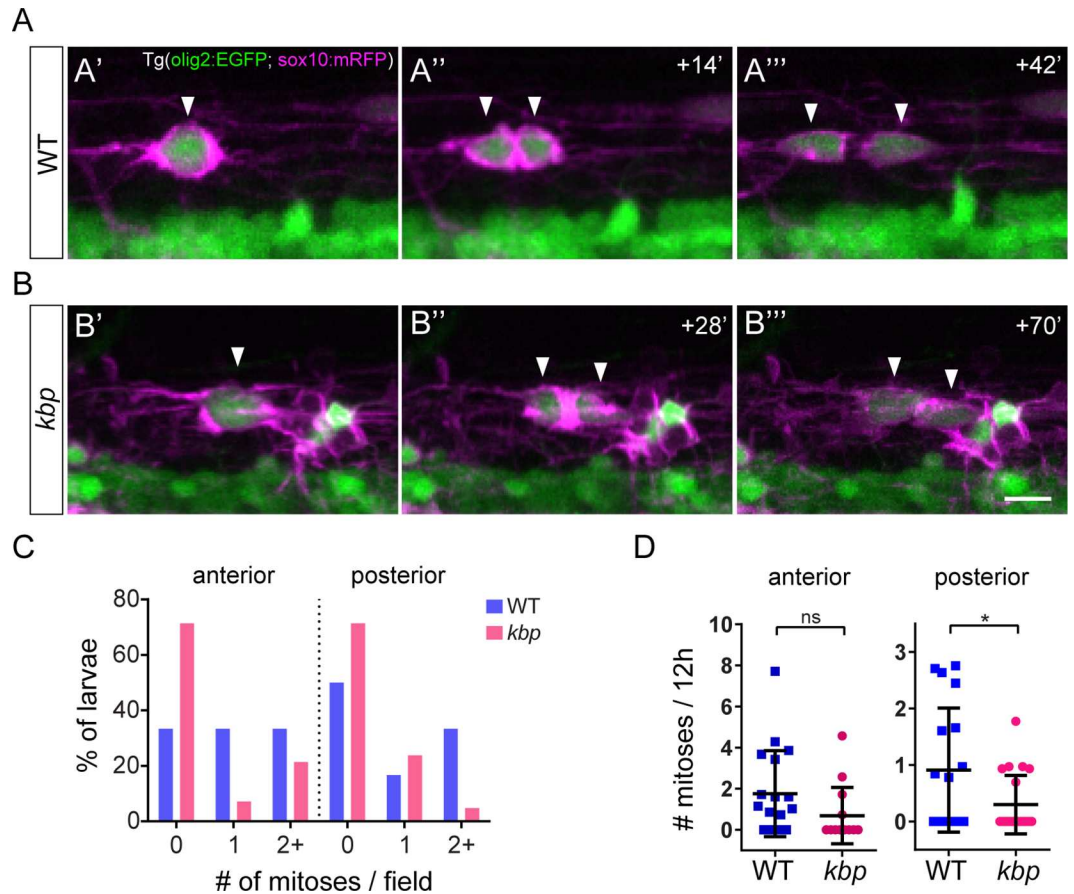 A
WT
Tg(olig2:EGFP; sox10:mRFP)
A'
A''
+14'
A'''
+42'
B
kbp
B'
B''
+28'
B'''
+70'
C
anterior
posterior
WT
kbp
80
60
40
20
0
% of larvae
0
1
2+
0
1
2+
# of mitoses / field
D
anterior
posterior
ns
*
# mitoses / 12h
10
8
6
4
2
0
WT
kbp
3
2
1
0
WT
kbp